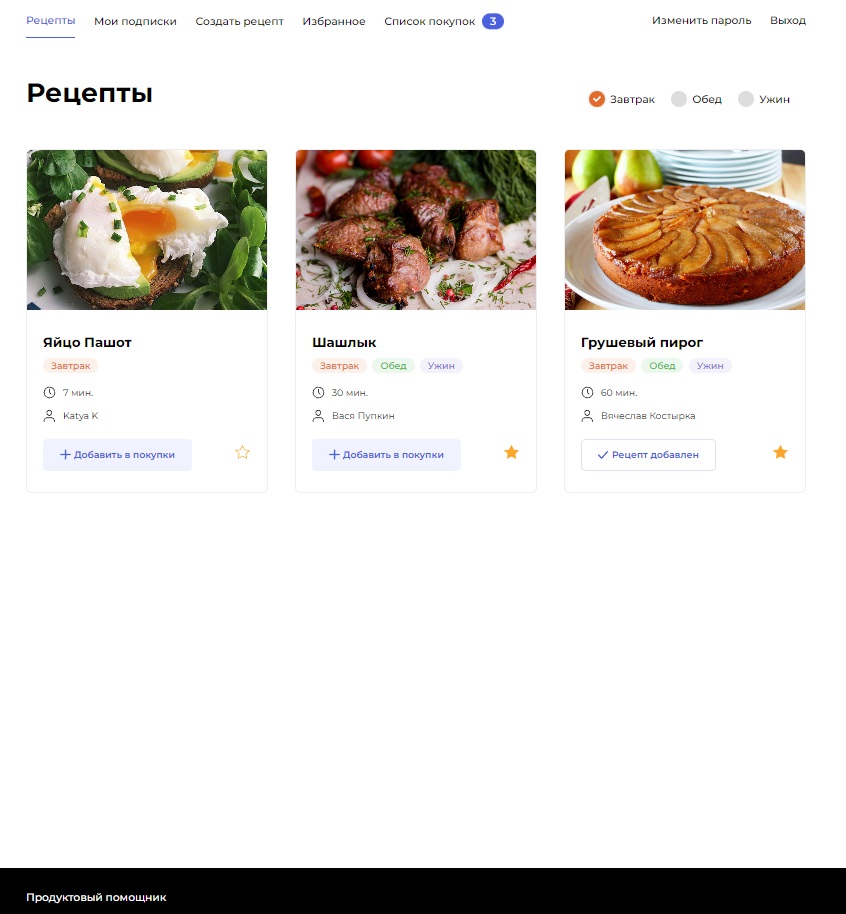 Рецепты Мои подписки Создать рецепт Избранное Список покупок 3 Изменить пароль Выход
Рецепты
Завтрак Обед Ужин
Яйцо Пашот
Завтрак
7 мин.
Katya K
Добавить в покупки
Шашлык
Завтрак Обед Ужин
30 мин.
Вася Пупкин
Добавить в покупки
Грушевый пирог
Завтрак Обед Ужин
60 мин.
Вячеслав Костырка
Рецепт добавлен
Продуктовый помощник